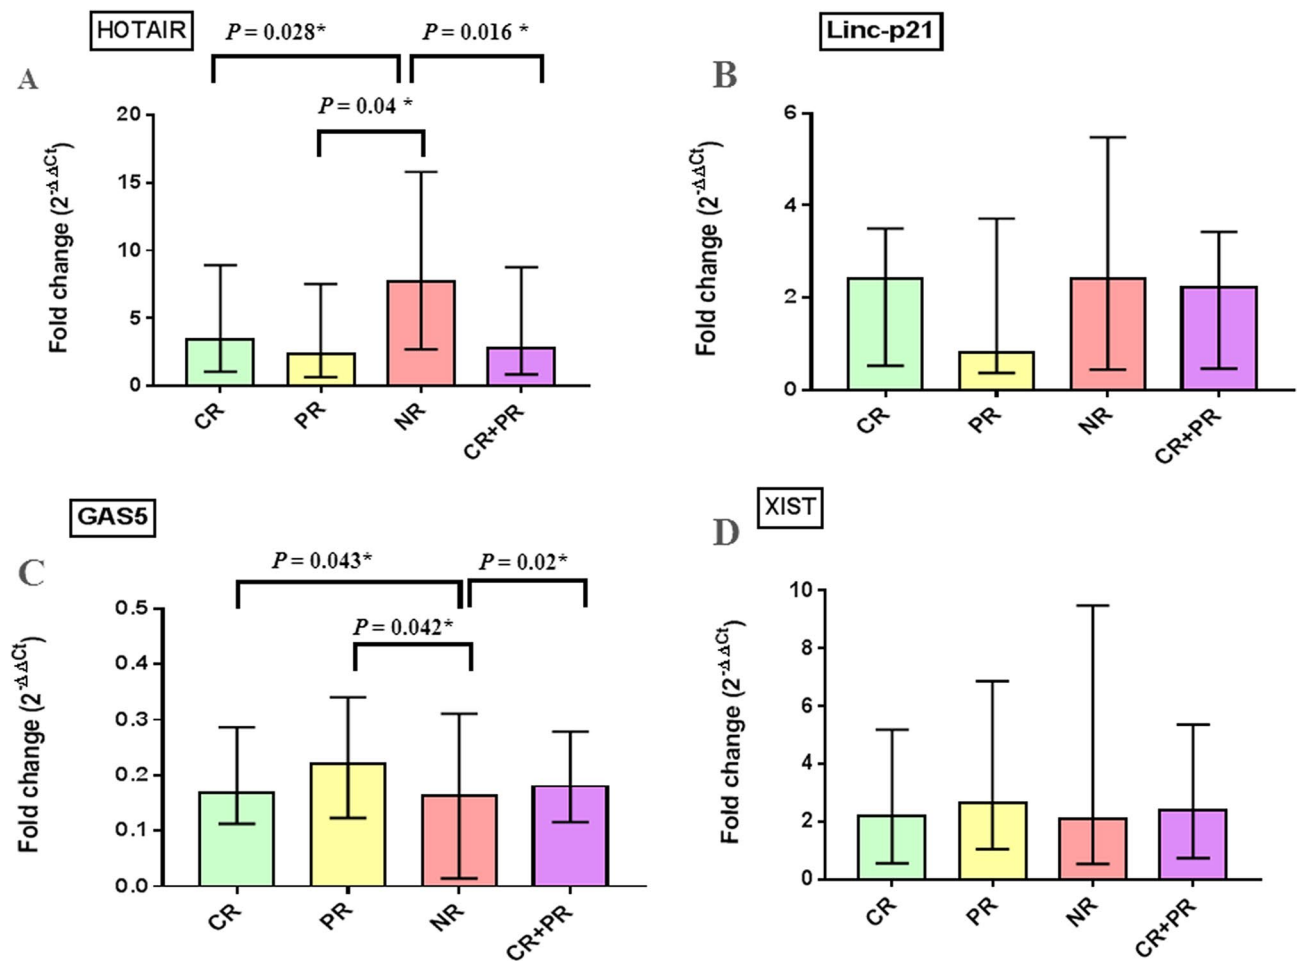 HOTAIR
P = 0.028*
P = 0.016 *
A
P = 0.04 *
Fold change (2^-ΔΔCt)
20
15
10
5
0
CR
PR
NR
CR+PR
Linc-p21
B
Fold change (2^-ΔΔCt)
6
4
2
0
CR
PR
NR
CR+PR
GAS5
C
P = 0.043*
P = 0.02*
P = 0.042*
Fold change (2^-ΔΔCt)
0.5
0.4
0.3
0.2
0.1
0.0
CR
PR
NR
CR+PR
XIST
D
Fold change (2^-ΔΔCt)
10
8
6
4
2
0
CR
PR
NR
CR+PR